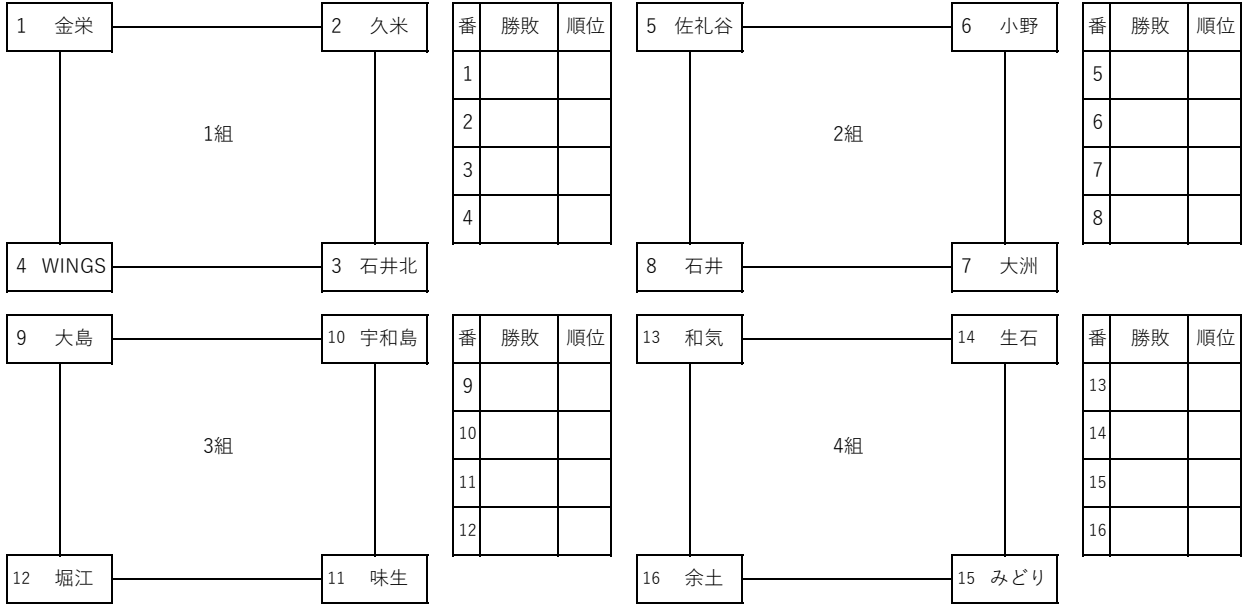 1 金栄
2 久米
1組
4 WINGS
3 石井北
番 勝敗 順位
1
2
3
4
5 佐礼谷
6 小野
2組
8 石井
7 大洲
番 勝敗 順位
5
6
7
8
9 大島
10 宇和島
3組
12 堀江
11 味生
番 勝敗 順位
9
10
11
12
13 和気
14 生石
4組
16 余土
15 みどり
番 勝敗 順位
13
14
15
16